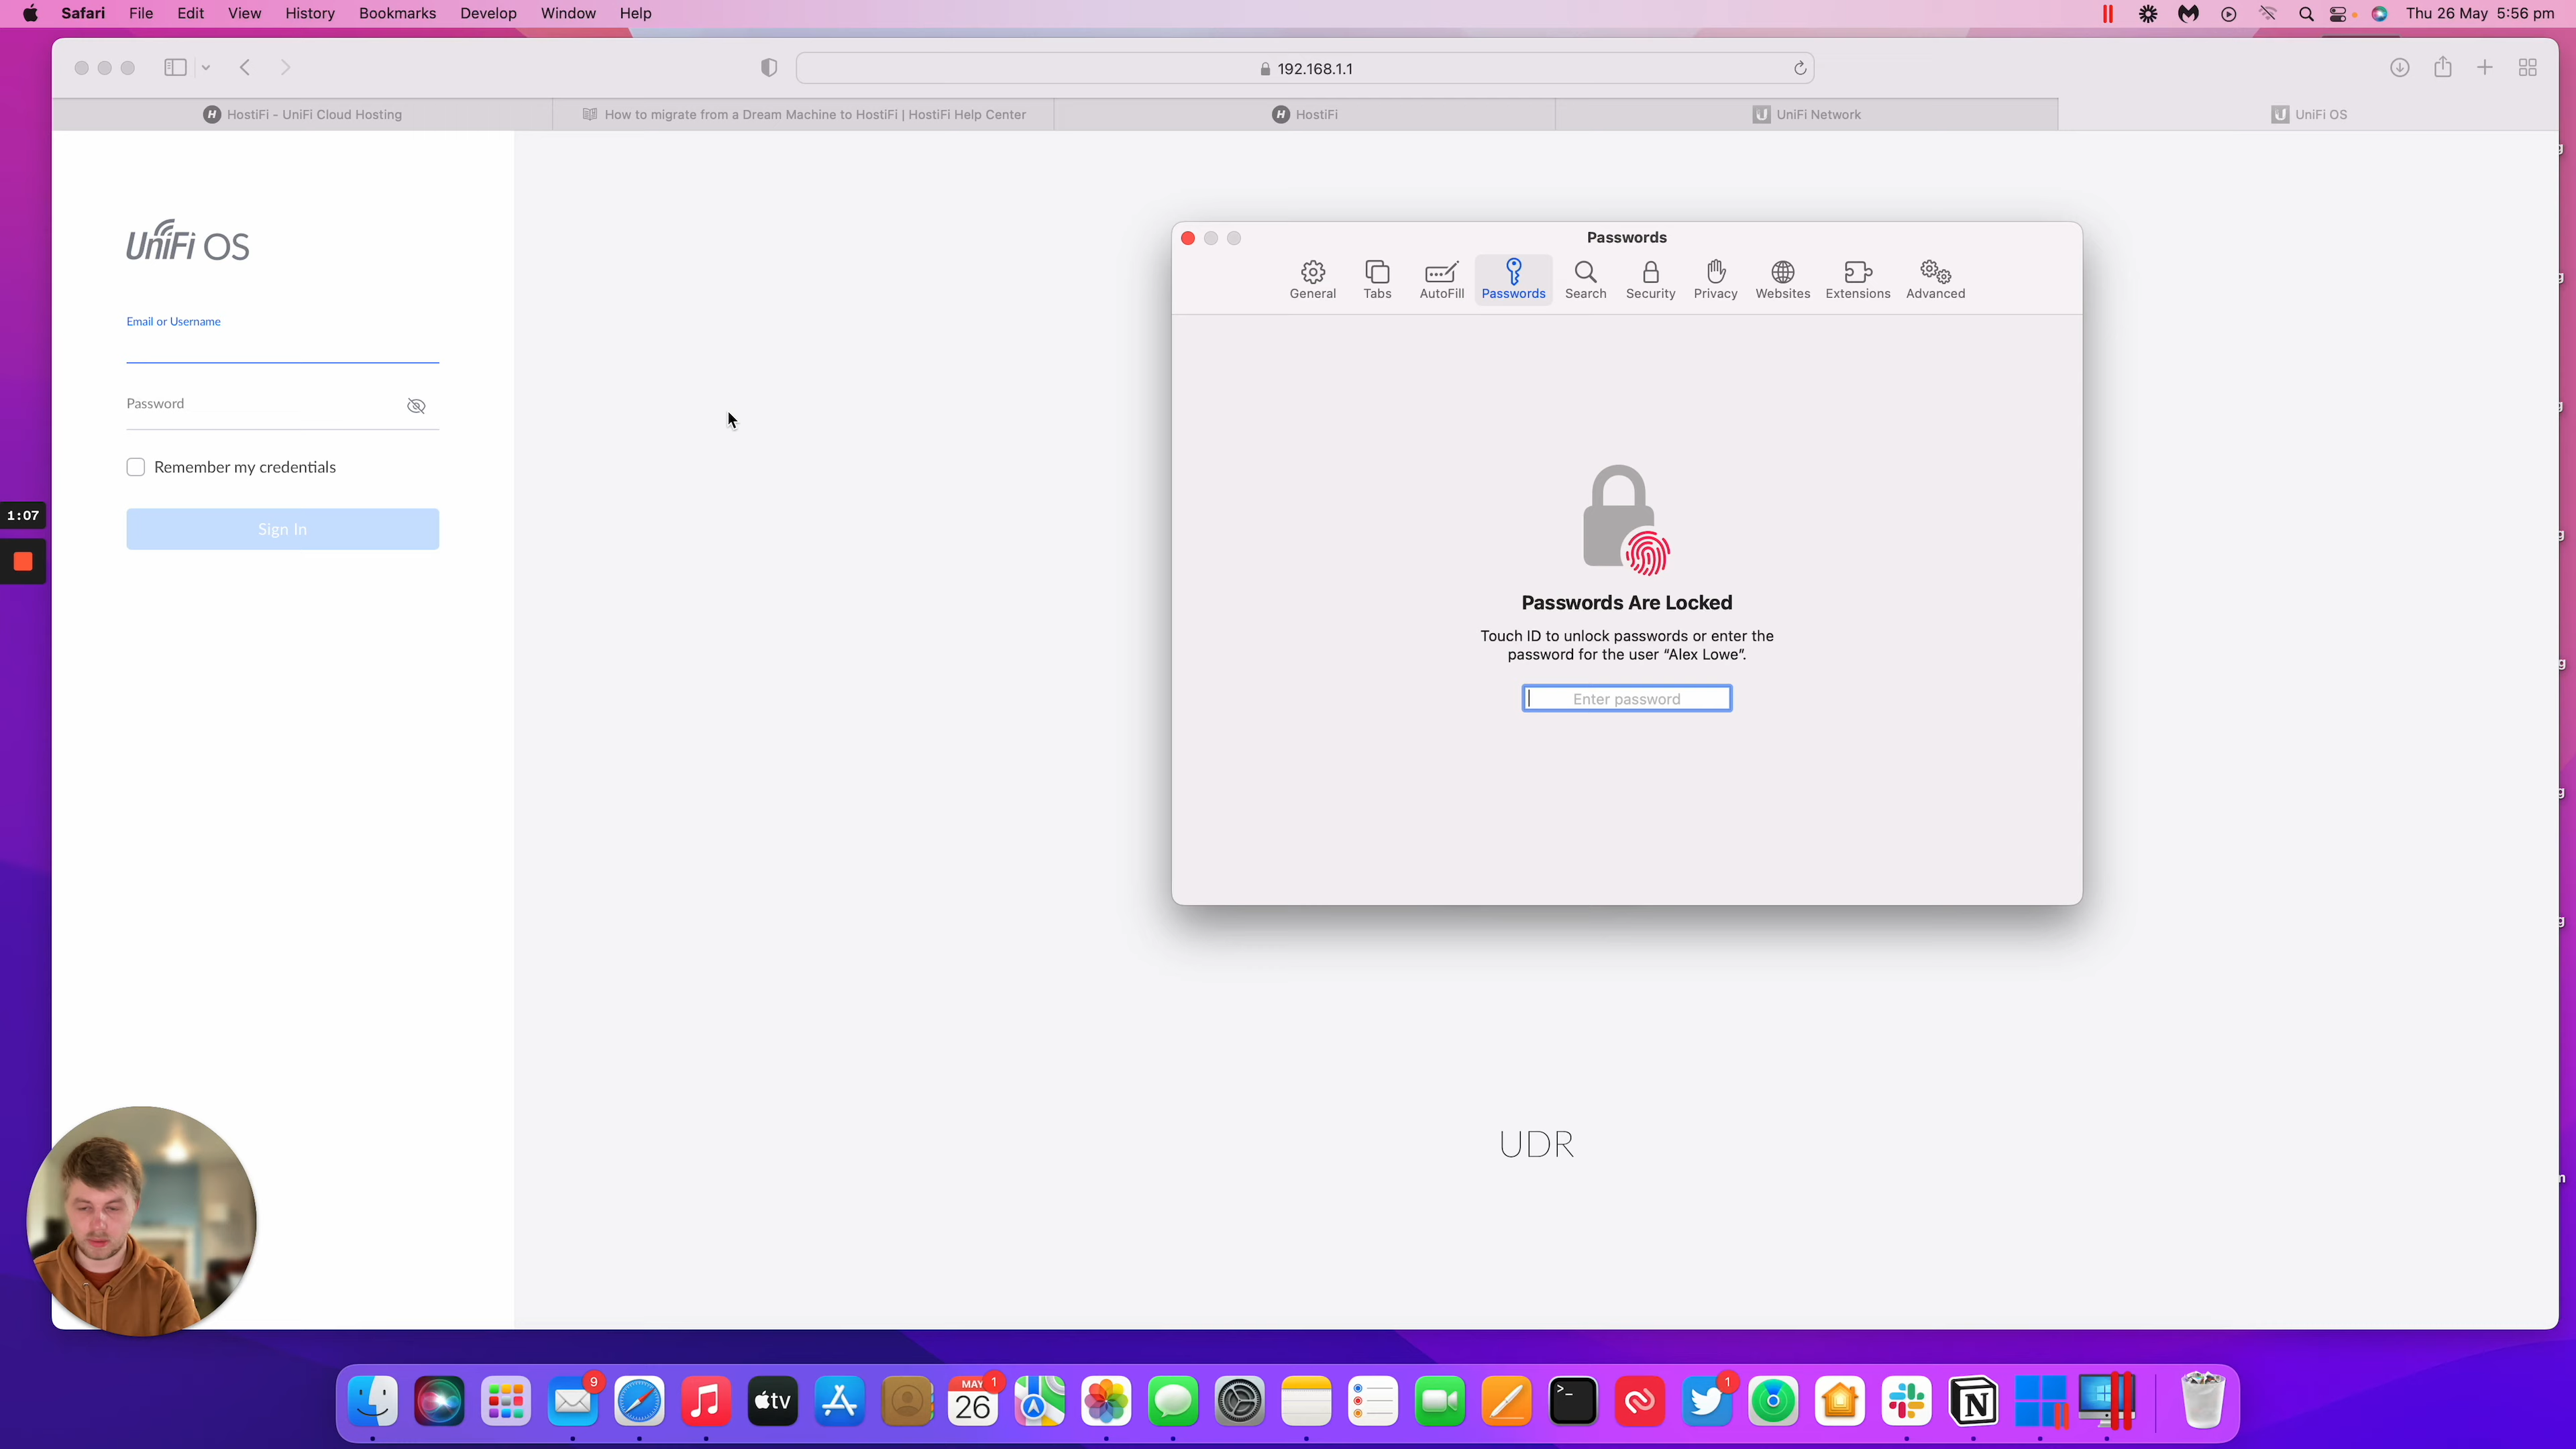 Safari File Edit View History Bookmarks Develop Window Help
Thu 26 May 5:56 pm
192.168.1.1
HostiFi - UniFi Cloud Hosting
How to migrate from a Dream Machine to HostiFi | HostiFi Help Center
HostiFi
UniFi Network
UniFi OS
UniFi OS
Email or Username
Password
Remember my credentials
Sign In
1:07
Passwords
General Tabs AutoFill Passwords Search Security Privacy Websites Extensions Advanced
Passwords Are Locked
Touch ID to unlock passwords or enter the
password for the user “Alex Lowe”.
Enter password
UDR
9
tv
MAY
26
1
1